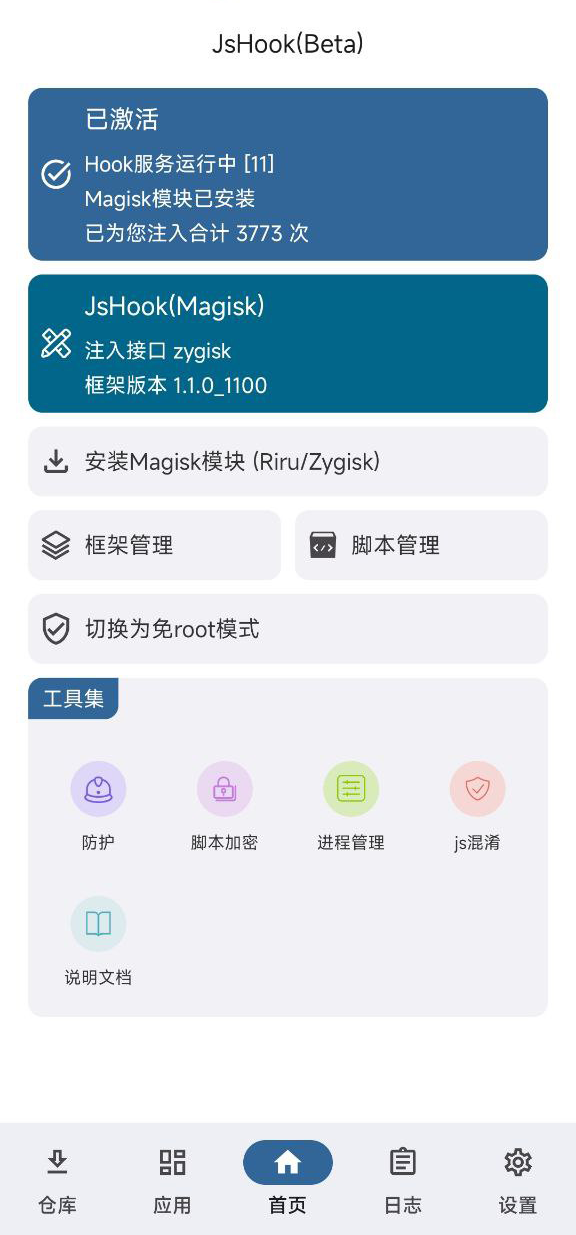 JsHook(Beta)
已激活
Hook服务运行中 [11]
Magisk模块已安装
已为您注入合计 3773 次
JsHook(Magisk)
注入接口 zygisk
框架版本 1.1.0_1100
安装Magisk模块 (Riru/Zygisk)
框架管理
脚本管理
切换为免root模式
工具集
防护
脚本加密
进程管理
js混淆
说明文档
仓库
应用
首页
日志
设置